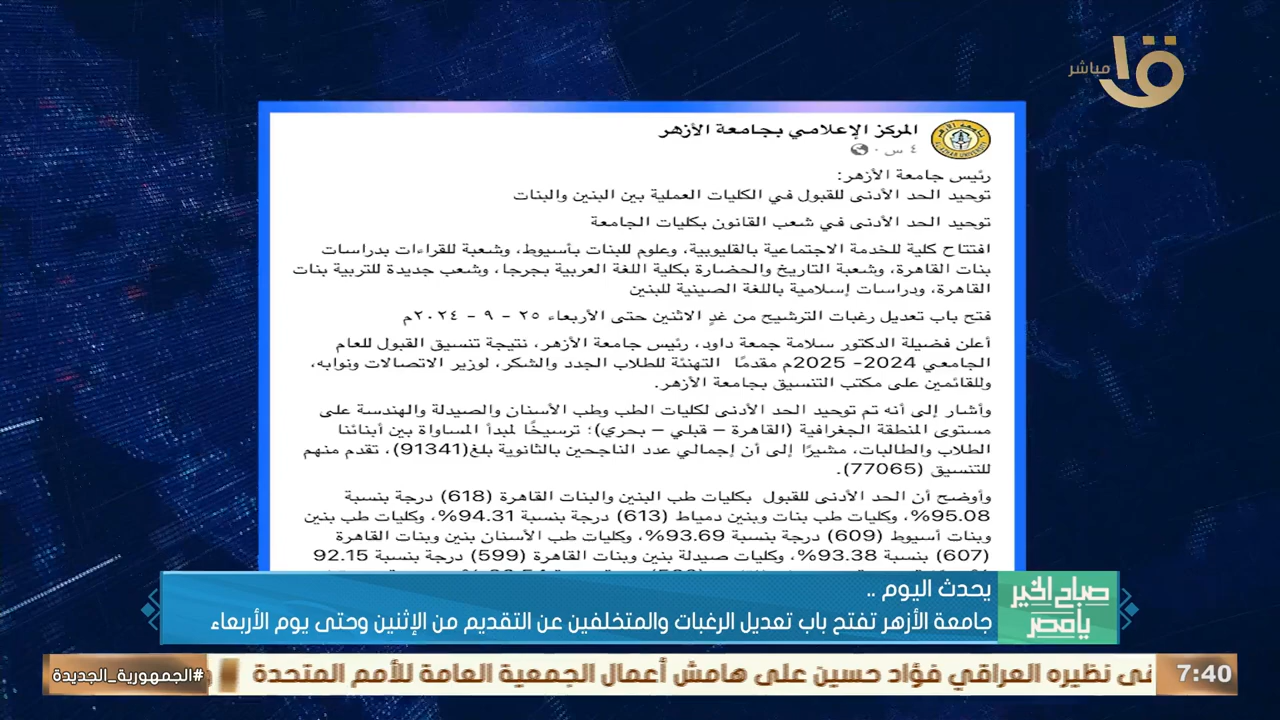 مباشر
المركز الإعلامي بجامعة الأزهر
٤ س
رئيس جامعة الأزهر:
توحيد الحد الأدنى للقبول في الكليات العملية بين البنين والبنات
توحيد الحد الأدنى في شعب القانون بكليات الجامعة
افتتاح كلية للخدمة الاجتماعية بالقليوبية، وعلوم للبنات بأسيوط، وشعبة للقراءات بدراسات
بنات القاهرة، وشعبة التاريخ والحضارة بكلية اللغة العربية بجرجا، وشعب جديدة للتربية بنات
القاهرة، ودراسات إسلامية باللغة الصينية للبنين
فتح باب تعديل رغبات الترشيح من غدٍ الاثنين حتى الأربعاء ٢٥ - ٩ - ٢٠٢٤م
أعلن فضيلة الدكتور سلامة جمعة داود، رئيس جامعة الأزهر، نتيجة تنسيق القبول للعام
الجامعي 2024- 2025م مقدمًا التهنئة للطلاب الجدد والشكر، لوزير الاتصالات ونوابه،
وللقائمين على مكتب التنسيق بجامعة الأزهر.
وأشار إلى أنه تم توحيد الحد الأدنى لكليات الطب وطب الأسنان والصيدلة والهندسة على
مستوى المنطقة الجغرافية (القاهرة – قبلي – بحري)؛ ترسيخًا لمبدأ المساواة بين أبنائنا
الطلاب والطالبات، مشيرًا إلى أن إجمالي عدد الناجحين بالثانوية بلغ(91341)، تقدم منهم
للتنسيق (77065).
وأوضح أن الحد الأدنى للقبول بكليات طب البنين والبنات القاهرة (618) درجة بنسبة
95.08%، وكليات طب بنات وبنين دمياط (613) درجة بنسبة 94.31%، وكليات طب بنين
وبنات أسيوط (609) درجة بنسبة 93.69%، وكليات طب الأسنان بنين وبنات القاهرة
(607) بنسبة 93.38%، وكليات صيدلة بنين وبنات القاهرة (599) درجة بنسبة 92.15
صباح الخير يا مصر
يحدث اليوم ..
جامعة الأزهر تفتح باب تعديل الرغبات والمتخلفين عن التقديم من الإثنين وحتى يوم الأربعاء
7:40
نظيره العراقي فؤاد حسين على هامش أعمال الجمعية العامة للأمم المتحدة
#الجمهورية_الجديدة